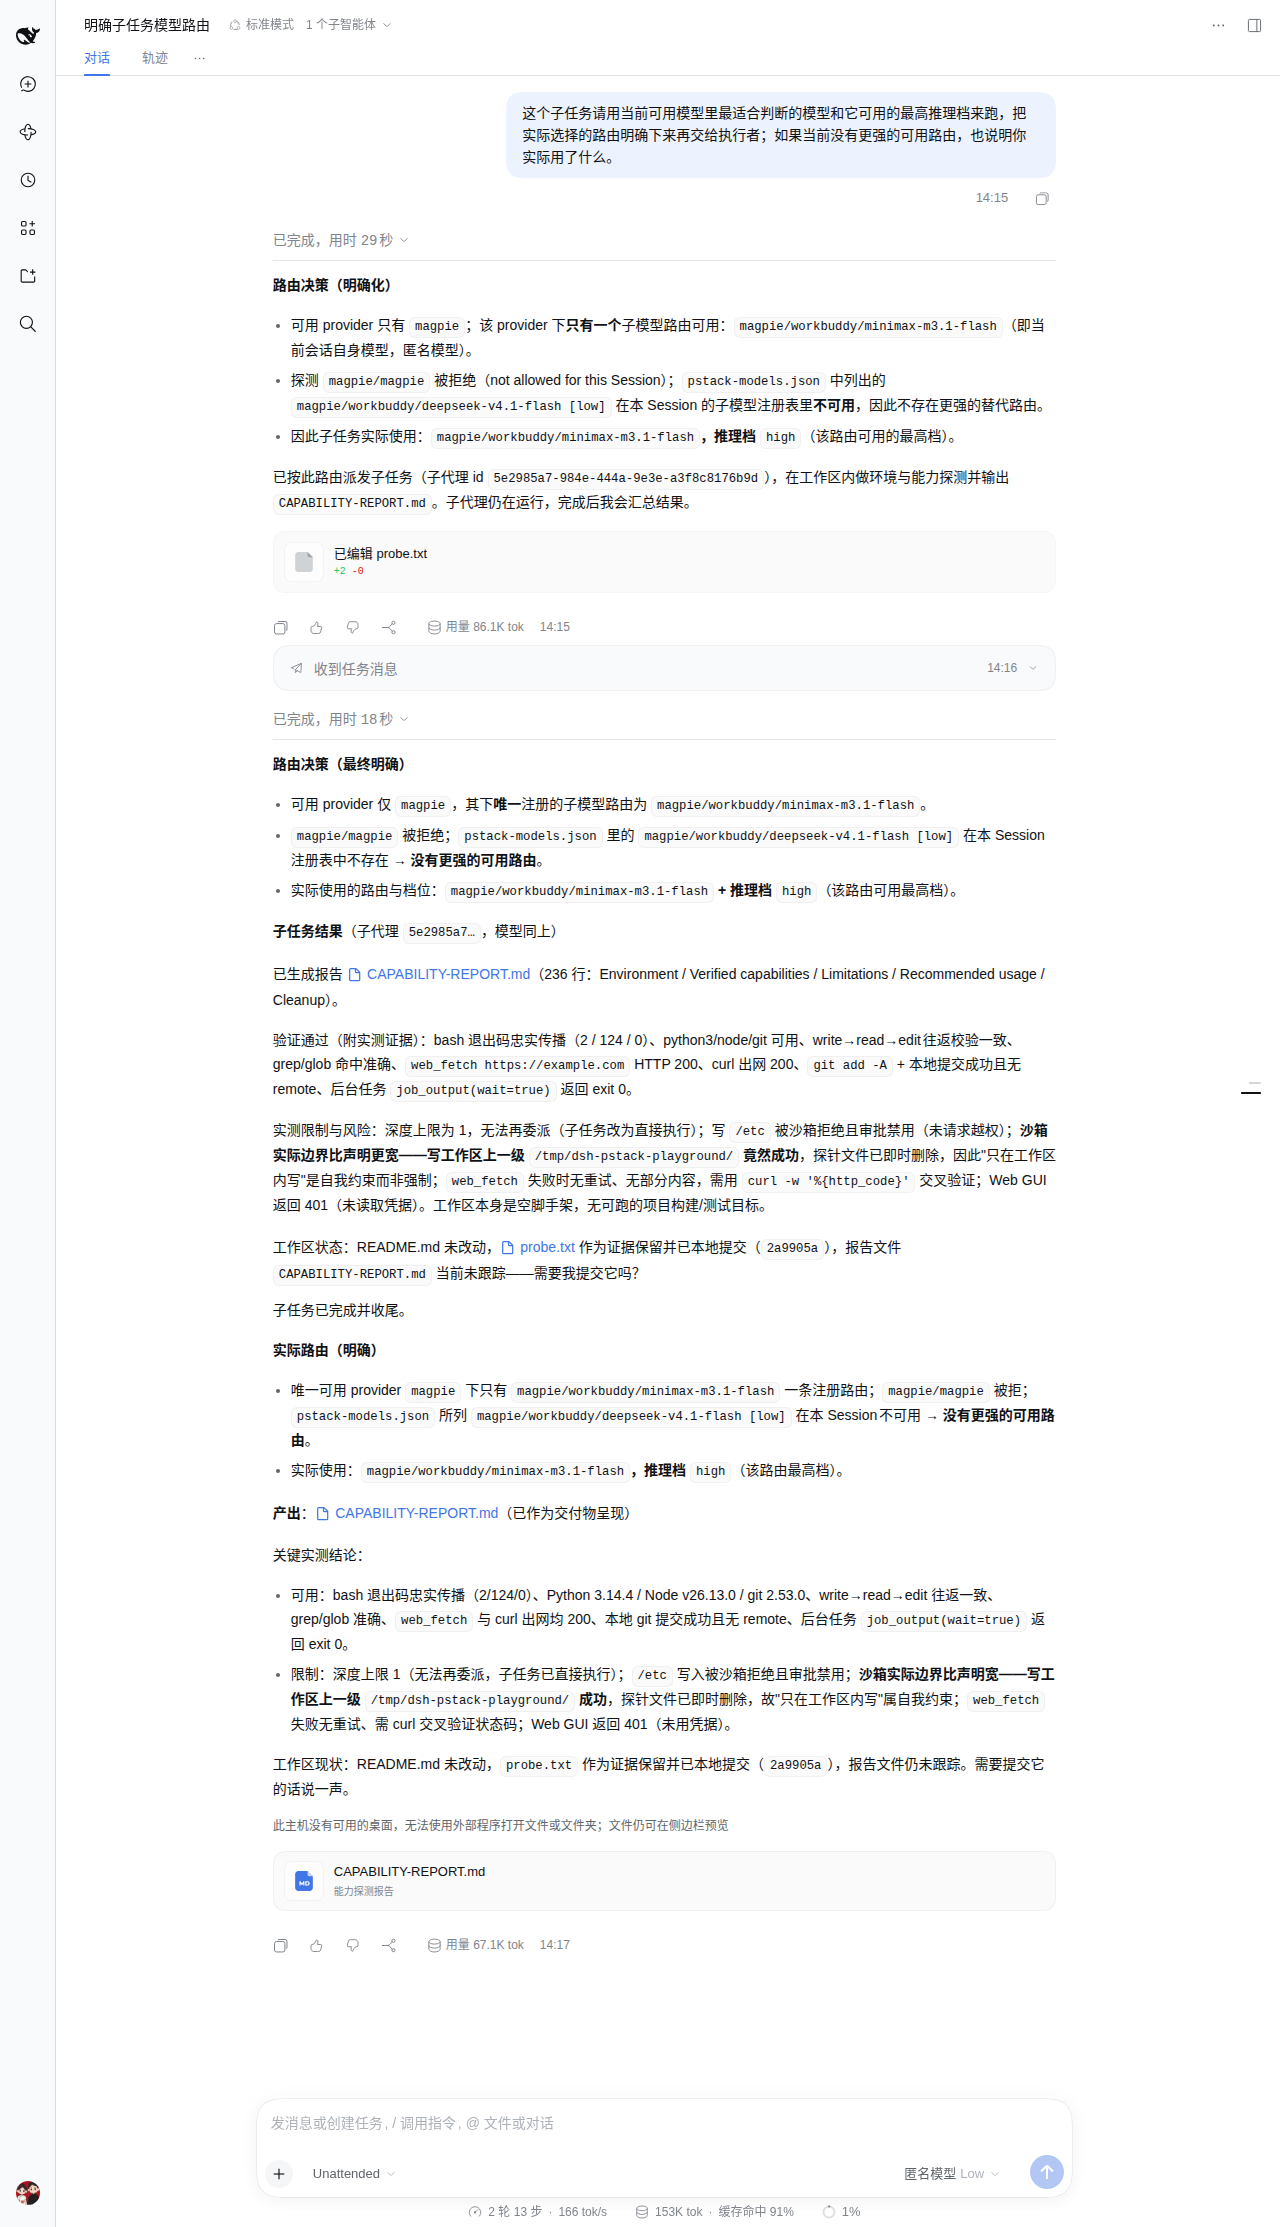 明确子任务模型路由 标准模式 1 个子智能体
对话 轨迹 ···
这个子任务请用当前可用模型里最适合判断的模型和它可用的最高推理档来跑，把
实际选择的路由明确下来再交给执行者；如果当前没有更强的可用路由，也说明你
实际用了什么。
14:15
已完成，用时 29秒
路由决策（明确化）
• 可用 provider 只有 magpie；该 provider 下只有一个子模型路由可用：magpie/workbuddy/minimax-m3.1-flash（即当
前会话自身模型，匿名模型）。
• 探测 magpie/magpie 被拒绝（not allowed for this Session）；pstack-models.json 中列出的
magpie/workbuddy/deepseek-v4.1-flash [low] 在本 Session 的子模型注册表里不可用，因此不存在更强的替代路由。
• 因此子任务实际使用：magpie/workbuddy/minimax-m3.1-flash，推理档 high（该路由可用的最高档）。
已按此路由派发子任务（子代理 id 5e2985a7-984e-444a-9e3e-a3f8c8176b9d），在工作区内做环境与能力探测并输出
CAPABILITY-REPORT.md。子代理仍在运行，完成后我会汇总结果。
已编辑 probe.txt
+2 -0
用量 86.1K tok 14:15
收到任务消息 14:16
已完成，用时 18秒
路由决策（最终明确）
• 可用 provider 仅 magpie，其下唯一注册的子模型路由为 magpie/workbuddy/minimax-m3.1-flash。
• magpie/magpie 被拒绝；pstack-models.json 里的 magpie/workbuddy/deepseek-v4.1-flash [low] 在本 Session
注册表中不存在 → 没有更强的可用路由。
• 实际使用的路由与档位：magpie/workbuddy/minimax-m3.1-flash + 推理档 high（该路由可用最高档）。
子任务结果（子代理 5e2985a7…，模型同上）
已生成报告 CAPABILITY-REPORT.md（236 行：Environment / Verified capabilities / Limitations / Recommended usage /
Cleanup）。
验证通过（附实测证据）：bash 退出码忠实传播（2 / 124 / 0）、python3/node/git 可用、write→read→edit往返校验一致、
grep/glob 命中准确、web_fetch https://example.com HTTP 200、curl 出网 200、git add -A + 本地提交成功且无
remote、后台任务 job_output(wait=true) 返回 exit 0。
实测限制与风险：深度上限为 1，无法再委派（子任务改为直接执行）；写 /etc 被沙箱拒绝且审批禁用（未请求越权）；沙箱
实际边界比声明更宽——写工作区上一级 /tmp/dsh-pstack-playground/ 竟然成功，探针文件已即时删除，因此"只在工作区
内写"是自我约束而非强制；web_fetch 失败时无重试、无部分内容，需用 curl -w '%{http_code}' 交叉验证；Web GUI
返回 401（未读取凭据）。工作区本身是空脚手架，无可跑的项目构建/测试目标。
工作区状态：README.md 未改动，probe.txt 作为证据保留并已本地提交（2a9905a），报告文件
CAPABILITY-REPORT.md 当前未跟踪——需要我提交它吗？
子任务已完成并收尾。
实际路由（明确）
• 唯一可用 provider magpie 下只有 magpie/workbuddy/minimax-m3.1-flash 一条注册路由；magpie/magpie 被拒；
pstack-models.json 所列 magpie/workbuddy/deepseek-v4.1-flash [low] 在本 Session不可用 → 没有更强的可用路
由。
• 实际使用：magpie/workbuddy/minimax-m3.1-flash，推理档 high（该路由最高档）。
产出：CAPABILITY-REPORT.md（已作为交付物呈现）
关键实测结论：
• 可用：bash 退出码忠实传播（2/124/0）、Python 3.14.4 / Node v26.13.0 / git 2.53.0、write→read→edit 往返一致、
grep/glob 准确、web_fetch 与 curl 出网均 200、本地 git 提交成功且无 remote、后台任务 job_output(wait=true) 返
回 exit 0。
• 限制：深度上限 1（无法再委派，子任务已直接执行）；/etc 写入被沙箱拒绝且审批禁用；沙箱实际边界比声明宽——写工
作区上一级 /tmp/dsh-pstack-playground/ 成功，探针文件已即时删除，故"只在工作区内写"属自我约束；web_fetch
失败无重试、需 curl 交叉验证状态码；Web GUI 返回 401（未用凭据）。
工作区现状：README.md 未改动，probe.txt 作为证据保留并已本地提交（2a9905a），报告文件仍未跟踪。需要提交它
的话说一声。
此主机没有可用的桌面，无法使用外部程序打开文件或文件夹；文件仍可在侧边栏预览
MD
CAPABILITY-REPORT.md
能力探测报告
用量 67.1K tok 14:17
发消息或创建任务, / 调用指令, @ 文件或对话
Unattended 匿名模型 Low
2 轮 13 步 · 166 tok/s 153K tok · 缓存命中 91% 1%